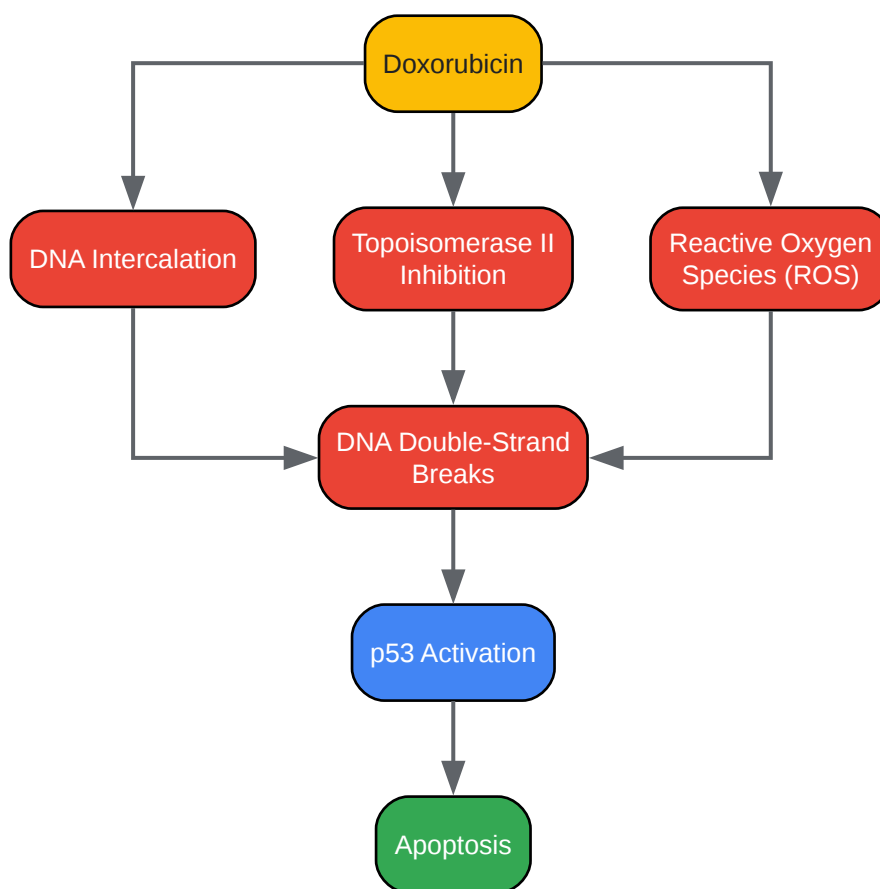 Doxorubicin
DNA Intercalation
Topoisomerase II
Inhibition
Reactive Oxygen
Species (ROS)
DNA Double-Strand
Breaks
p53 Activation
Apoptosis